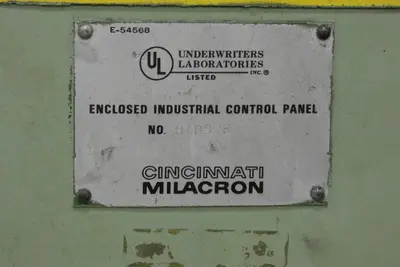 E-54568
UL
UNDERWRITERS
LABORATORIES
INC.®
LISTED
ENCLOSED INDUSTRIAL CONTROL PANEL
NO.
CINCINNATI
MILACRON